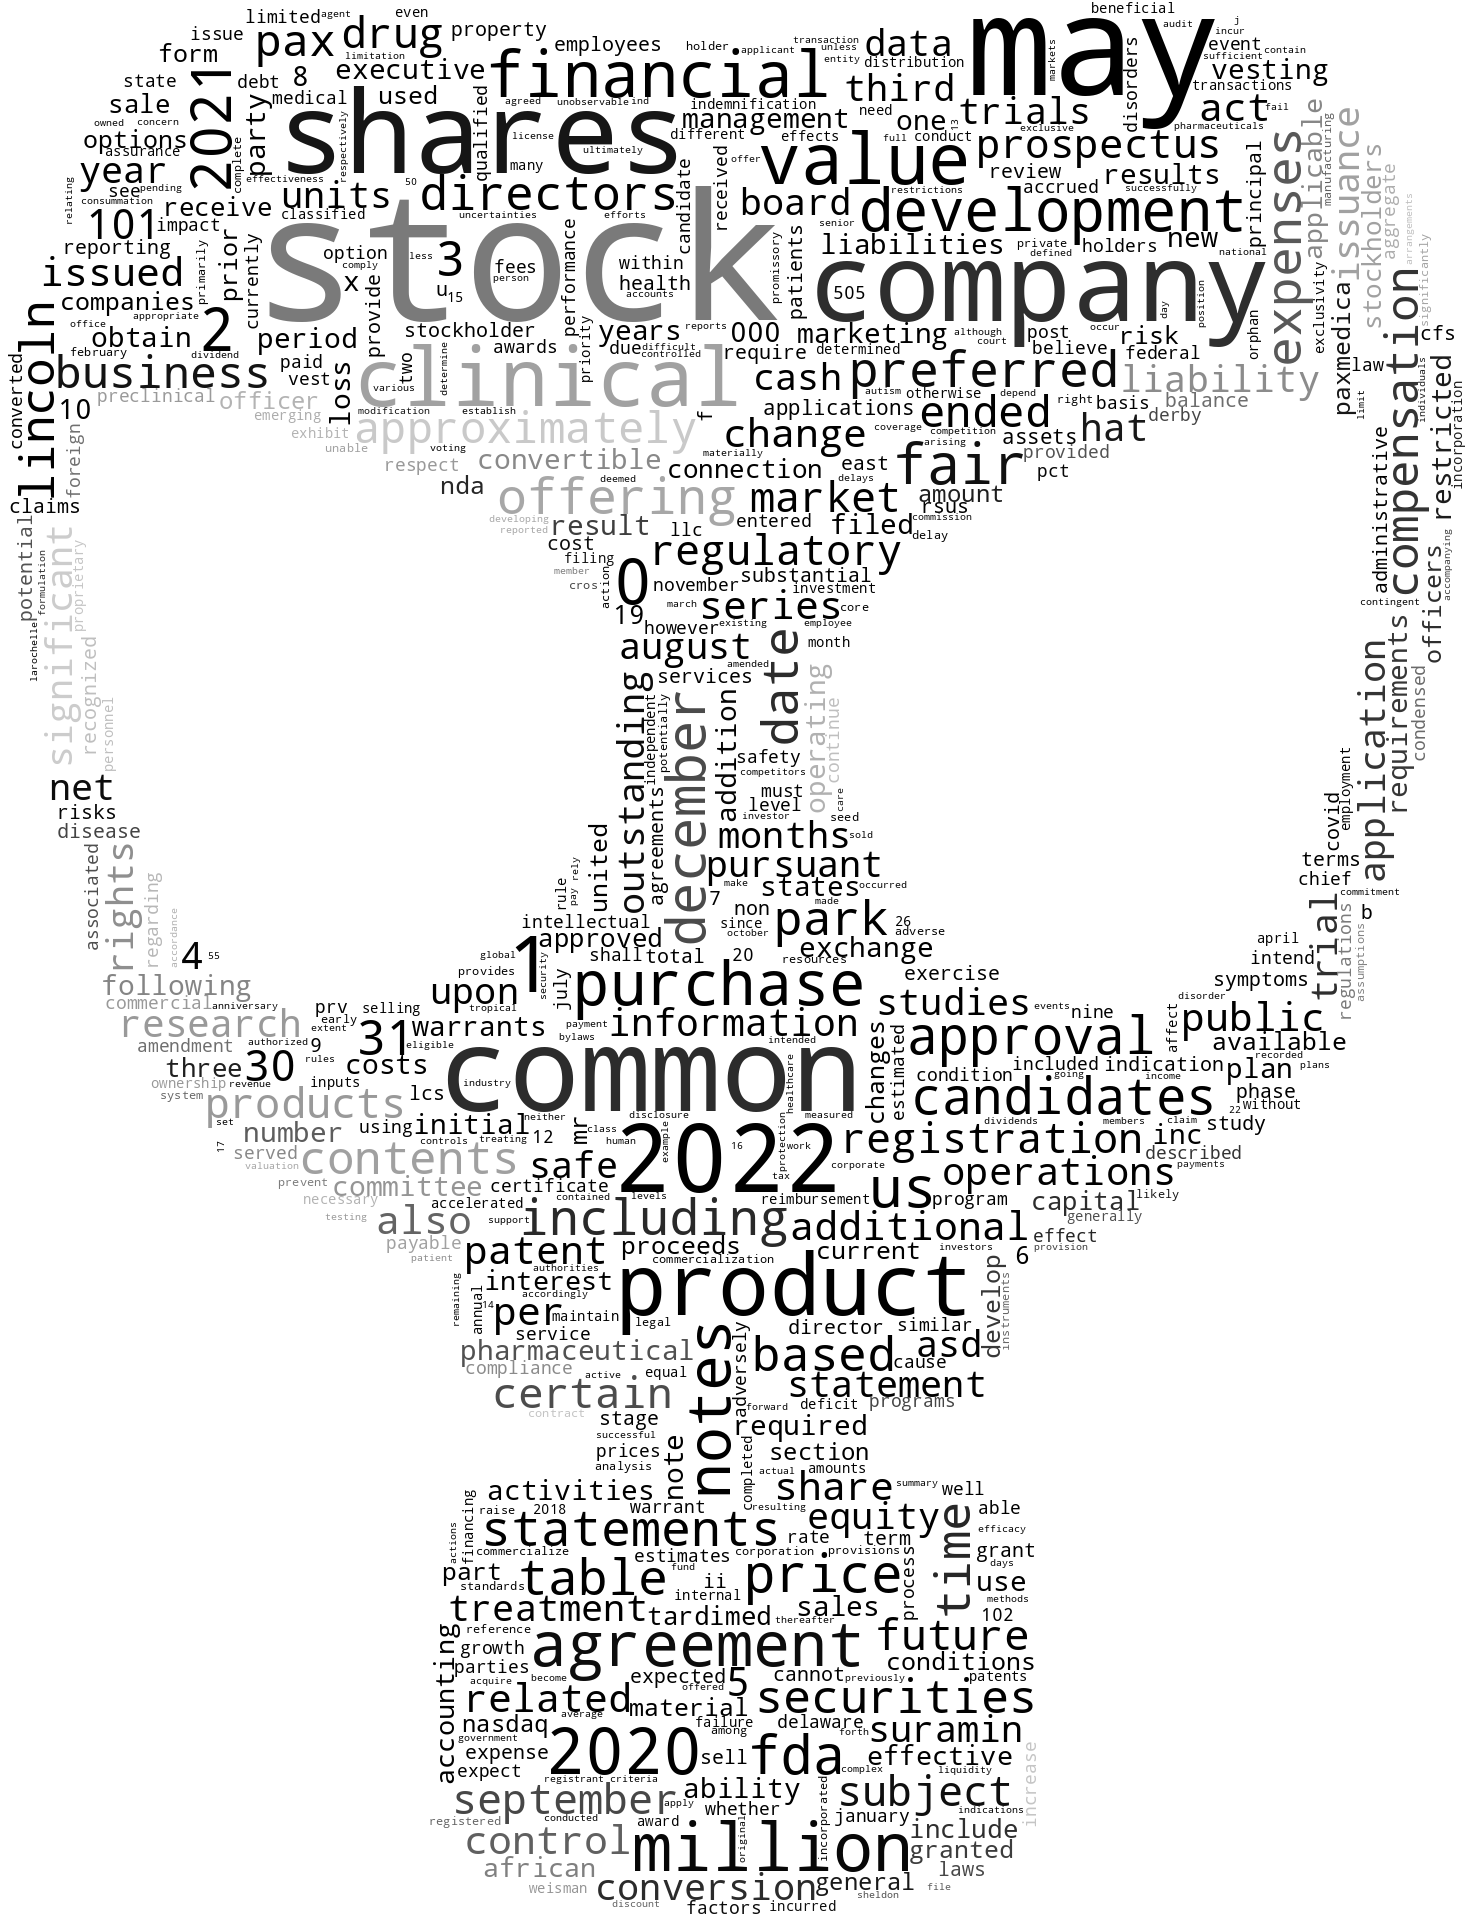 limited agent even beneficial
issue form pax drug property employees holder applicant transaction unless entity data distribution may audit j incur event contain sufficient vesting
state debt 8 limitation executive financial third markets disorders transactions
sale medical used agreed unobservable ind indemnification need trials act fail
owned concern options 2021 party shares qualified license management different effects one full conduct 13 exclusive pharmaceuticals
assurance year complete respectively many ultimately offer value prospectus
see pending effectiveness 50 directors candidate received review results principal applicable manufacturing issuance
relating consummation receive units classified uncertainties efforts board restrictions accrued successfully expenses stockholders aggregate
101 impact prior stock senior development
reporting option comply less 3 fees person performance within health accounts promissory patients liabilities private defined holders new national arrangements
issued primarily currently x provide u 15 company 505 day position exclusivity paxmedica significantly
companies office appropriate 2 period stockholder years reports 000 marketing although court post occur risk orphan compensation cfs
obtain february dividend paid two awards priority due difficult controlled require determined believe federal law
lincoln business vest loss various determine clinical cash preferred autism otherwise depend liability individuals
converted 10 preclinical officer modification establish f applications coverage competition right basis balance limit restricted incorporation
emerging exhibit approximately change ended arising assets hat derby
foreign unable voting materially
claims respect convertible deemed connection delays east fair provided pct administrative
nda offering market amount rsus
potential developing reported result llc entered filed commission delay
formulation significant proprietary cost filing regulatory officers accompanying
member cros action 0 november substantial investment
19 march series core contingent
larochelle recognized however existing employee requirements
personnel august amended date month condensed
services operating continue application
outstanding independent potentially december addition safety competitors
net must level care employment
risks agreements investor seed covid
disease months sold
associated rights regarding united pursuant terms
rule pay rely make states occurred chief commitment
accordance 7 non made park 26 b
intellectual since october adverse trial regulations assumptions
4 55 1 approved shall total 20 resources exchange april intend
following global provides security upon july purchase exercise symptoms
commercial anniversary prv selling tropical studies events nine disorder
research early extent 31 warrants payment bylaws information intended changes estimated approval affect public
amendment authorized 9 eligible available
three 30 rules costs common healthcare condition included going indication income recorded plans plan
ownership revenue system inputs lcs industry measured candidates phase
products set 17 number using initial neither mr class disclosure protection dividends members claim 22 without study
served controls treating 12 human example 2022 16 work registration inc described
valuation contents safe tax corporate operations payments
prevent committee certificate contained levels reimbursement us program capital likely
necessary accelerated including generally
testing also support additional effect
payable patent proceeds current investors 6 provision
patient authorities commercialization
remaining interest accordingly product develop instruments
annual 14 per maintain legal director similar
service notes adversely based asd
pharmaceutical cause
compliance active equal statement
certain forward deficit programs
contract stage required
successful prices section
analysis note completed actual amounts
activities share summary well
raise 2018 warrant resulting equity able
actions financing statements rate term time efficacy
commercialize estimates corporation provisions process grant
part standards table fund ii internal price days use
treatment tardimed thereafter sales methods 102
accounting reference agreement future
growth conditions
parties acquire become expected offered 5 cannot previously patents
related material securities
nasdaq average failure among delaware forth suramin
government expense 2020 sell fda effective increase
expect registrant criteria ability complex liquidity
september apply whether subject
registered conducted award original incorporated january indications
control million include
african granted
weisman conversion general laws
discount factors incurred sheldon file